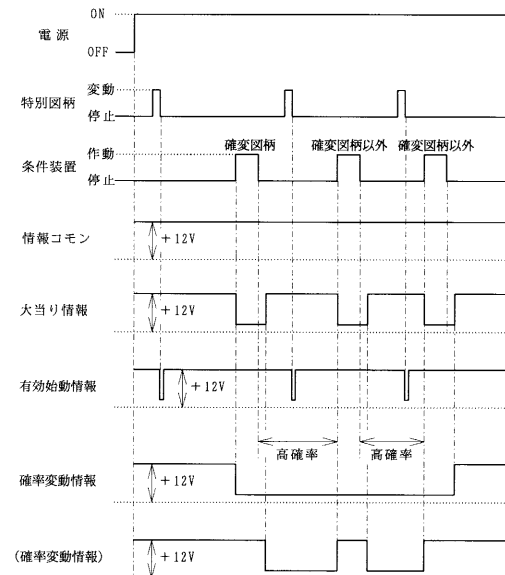 ON
電源
OFF
変動
特別図柄
停止
作動
確変図柄 確変図柄以外 確変図柄以外
条件装置
停止
情報コモン
+12V
大当り情報
+12V
有効始動情報
+12V
高確率 高確率
確率変動情報
+12V
(確率変動情報)
+12V